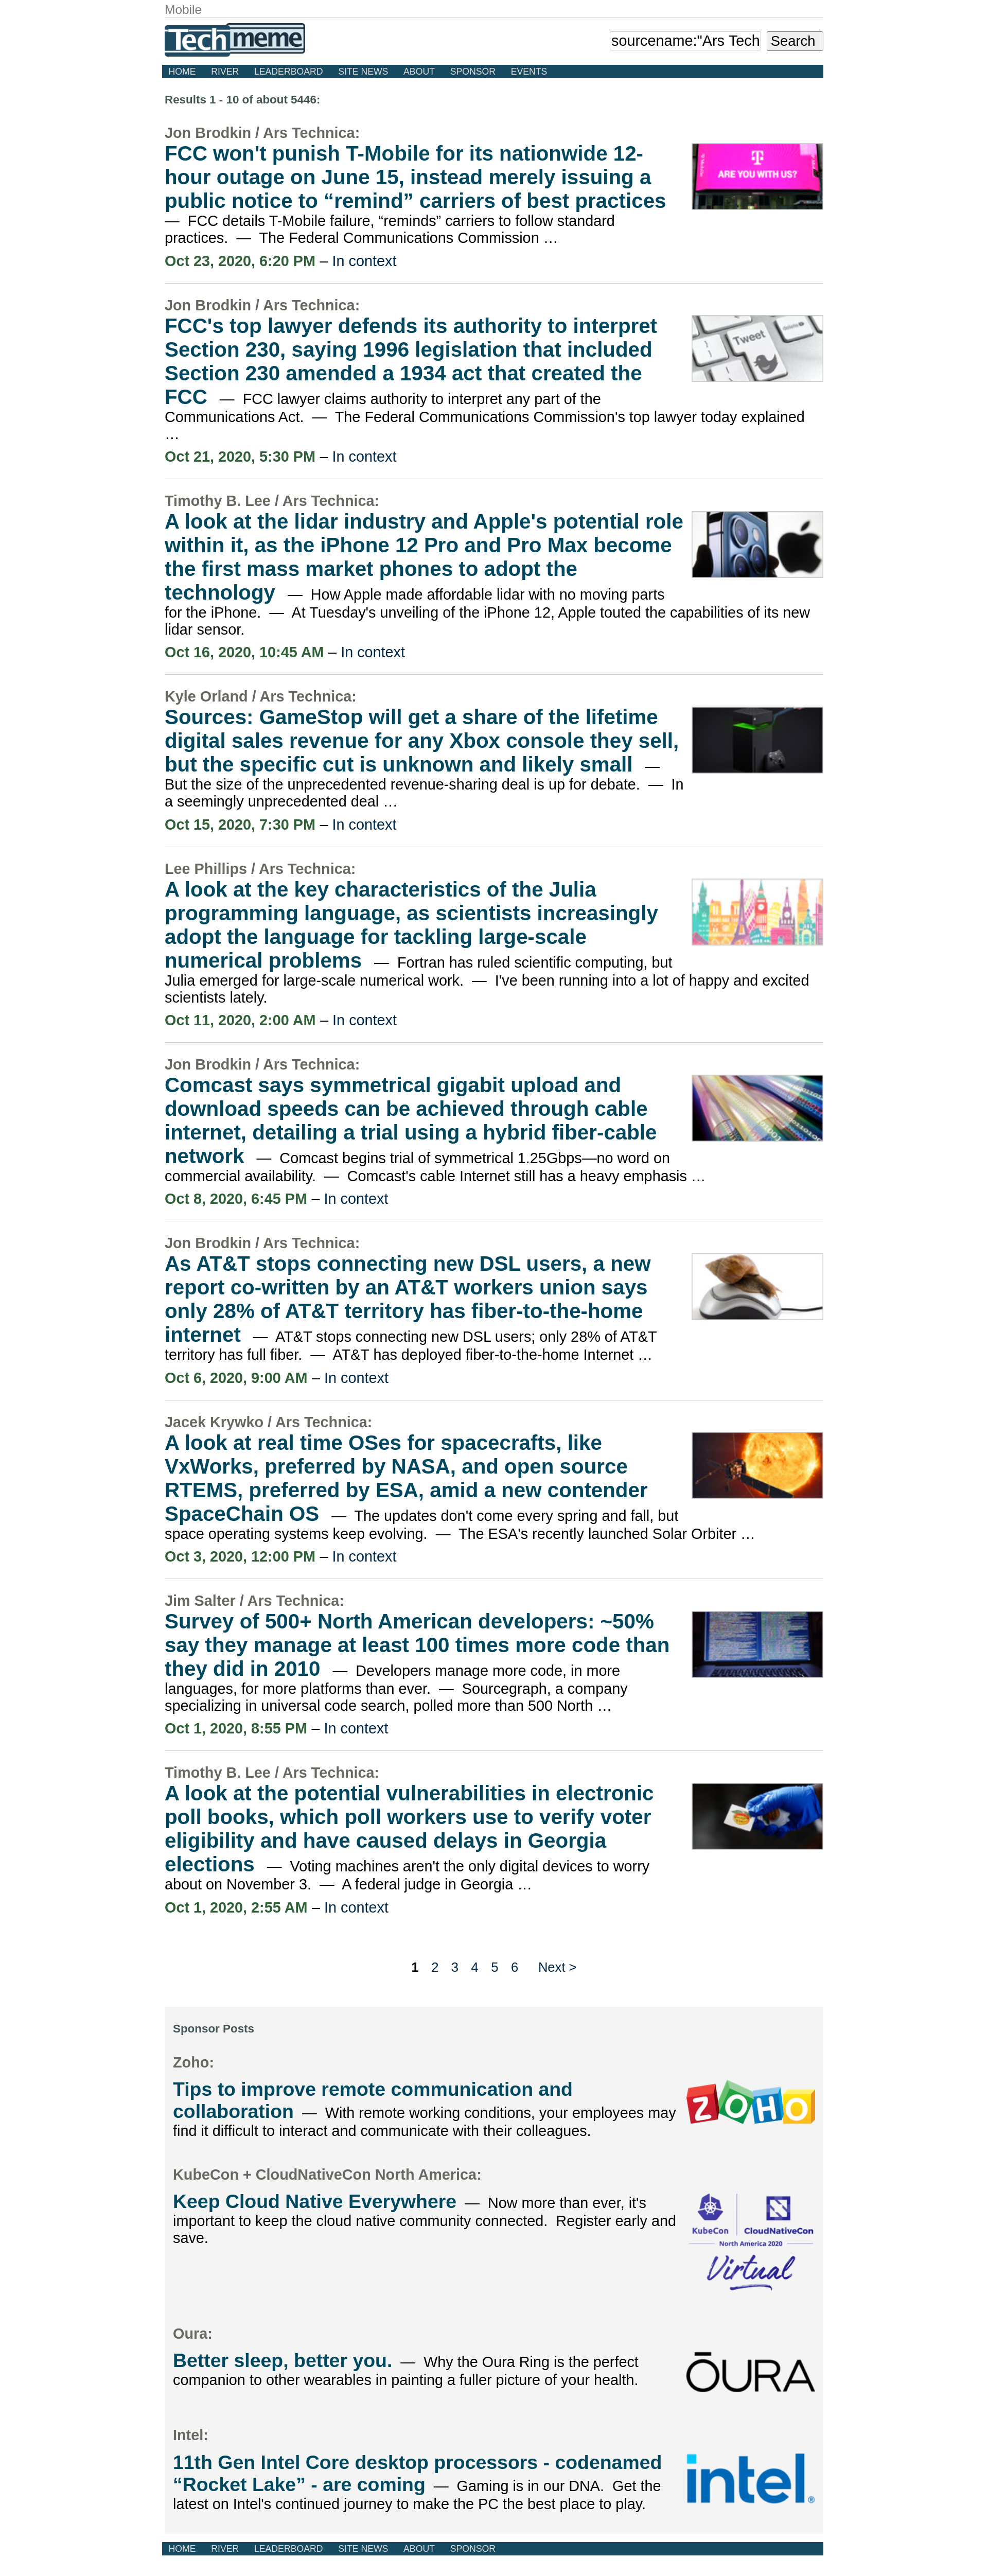 Mobile
Techmeme
sourcename:"Ars Tech
Search
HOME RIVER LEADERBOARD SITE NEWS ABOUT SPONSOR EVENTS
Results 1 - 10 of about 5446:
Jon Brodkin / Ars Technica:
FCC won't punish T-Mobile for its nationwide 12-
hour outage on June 15, instead merely issuing a
public notice to “remind” carriers of best practices
— FCC details T-Mobile failure, “reminds” carriers to follow standard
practices. — The Federal Communications Commission …
Oct 23, 2020, 6:20 PM – In context
T
ARE YOU WITH US?
Jon Brodkin / Ars Technica:
FCC's top lawyer defends its authority to interpret
Section 230, saying 1996 legislation that included
Section 230 amended a 1934 act that created the
FCC — FCC lawyer claims authority to interpret any part of the
Communications Act. — The Federal Communications Commission's top lawyer today explained
…
Oct 21, 2020, 5:30 PM – In context
Tweet
Timothy B. Lee / Ars Technica:
A look at the lidar industry and Apple's potential role
within it, as the iPhone 12 Pro and Pro Max become
the first mass market phones to adopt the
technology — How Apple made affordable lidar with no moving parts
for the iPhone. — At Tuesday's unveiling of the iPhone 12, Apple touted the capabilities of its new
lidar sensor.
Oct 16, 2020, 10:45 AM – In context
Kyle Orland / Ars Technica:
Sources: GameStop will get a share of the lifetime
digital sales revenue for any Xbox console they sell,
but the specific cut is unknown and likely small —
But the size of the unprecedented revenue-sharing deal is up for debate. — In
a seemingly unprecedented deal …
Oct 15, 2020, 7:30 PM – In context
Lee Phillips / Ars Technica:
A look at the key characteristics of the Julia
programming language, as scientists increasingly
adopt the language for tackling large-scale
numerical problems — Fortran has ruled scientific computing, but
Julia emerged for large-scale numerical work. — I've been running into a lot of happy and excited
scientists lately.
Oct 11, 2020, 2:00 AM – In context
Jon Brodkin / Ars Technica:
Comcast says symmetrical gigabit upload and
download speeds can be achieved through cable
internet, detailing a trial using a hybrid fiber-cable
network — Comcast begins trial of symmetrical 1.25Gbps—no word on
commercial availability. — Comcast's cable Internet still has a heavy emphasis …
Oct 8, 2020, 6:45 PM – In context
Jon Brodkin / Ars Technica:
As AT&T stops connecting new DSL users, a new
report co-written by an AT&T workers union says
only 28% of AT&T territory has fiber-to-the-home
internet — AT&T stops connecting new DSL users; only 28% of AT&T
territory has full fiber. — AT&T has deployed fiber-to-the-home Internet …
Oct 6, 2020, 9:00 AM – In context
Jacek Krywko / Ars Technica:
A look at real time OSes for spacecrafts, like
VxWorks, preferred by NASA, and open source
RTEMS, preferred by ESA, amid a new contender
SpaceChain OS — The updates don't come every spring and fall, but
space operating systems keep evolving. — The ESA's recently launched Solar Orbiter …
Oct 3, 2020, 12:00 PM – In context
Jim Salter / Ars Technica:
Survey of 500+ North American developers: ~50%
say they manage at least 100 times more code than
they did in 2010 — Developers manage more code, in more
languages, for more platforms than ever. — Sourcegraph, a company
specializing in universal code search, polled more than 500 North …
Oct 1, 2020, 8:55 PM – In context
Timothy B. Lee / Ars Technica:
A look at the potential vulnerabilities in electronic
poll books, which poll workers use to verify voter
eligibility and have caused delays in Georgia
elections — Voting machines aren't the only digital devices to worry
about on November 3. — A federal judge in Georgia …
Oct 1, 2020, 2:55 AM – In context
1 2 3 4 5 6 Next >
Sponsor Posts
Zoho:
Tips to improve remote communication and
collaboration — With remote working conditions, your employees may
find it difficult to interact and communicate with their colleagues.
ZOHO
KubeCon + CloudNativeCon North America:
Keep Cloud Native Everywhere — Now more than ever, it's
important to keep the cloud native community connected. Register early and
save.
KubeCon CloudNativeCon
North America 2020
Virtual
Oura:
Better sleep, better you. — Why the Oura Ring is the perfect
companion to other wearables in painting a fuller picture of your health.
ŌURA
Intel:
11th Gen Intel Core desktop processors - codenamed
“Rocket Lake” - are coming — Gaming is in our DNA. Get the
latest on Intel's continued journey to make the PC the best place to play.
intel®
HOME RIVER LEADERBOARD SITE NEWS ABOUT SPONSOR